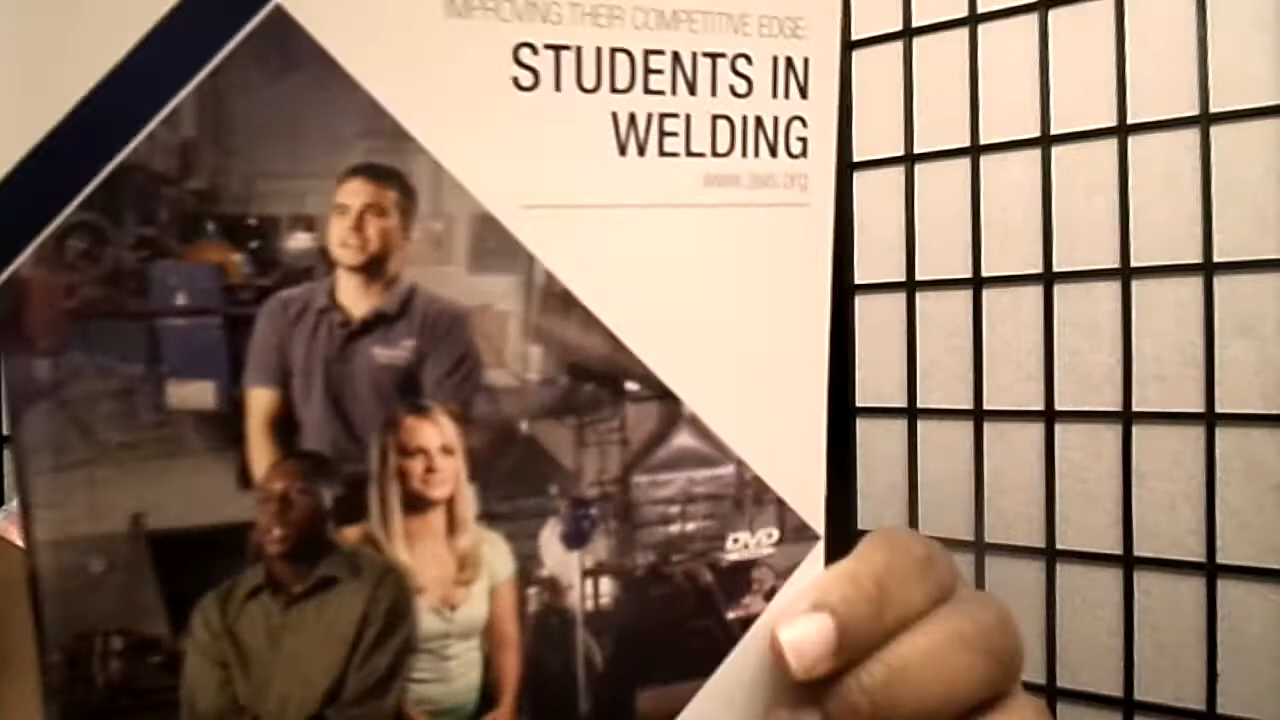 IMPROVING THEIR COMPETITIVE EDGE:
STUDENTS IN
WELDING
www.aws.org
DVD